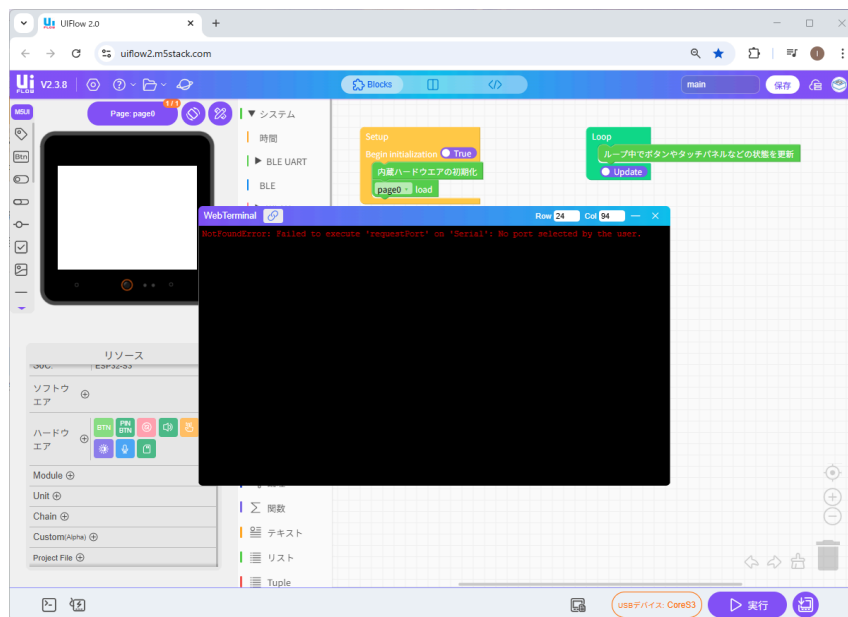 UIFlow 2.0
uiflow2.m5stack.com
Ui
FLOW
V2.3.8
Blocks
main
保存
M5UI
Page: page0
1/1
Btn
システム
時間
BLE UART
BLE
Setup
Begin initialization True
内蔵ハードウエアの初期化
page0 load
Loop
ループ中でボタンやタッチパネルなどの状態を更新
Update
WebTerminal
Row 24 Col 94
NotFoundError: Failed to execute 'requestPort' on 'Serial': No port selected by the user.
リソース
SoC: ESP32-S3
ソフトウ
エア
ハードウ
エア
BTN
PIN
BTN
Module
Unit
Chain
Custom(Alpha)
Project File
関数
テキスト
リスト
Tuple
USBデバイス: CoreS3
実行